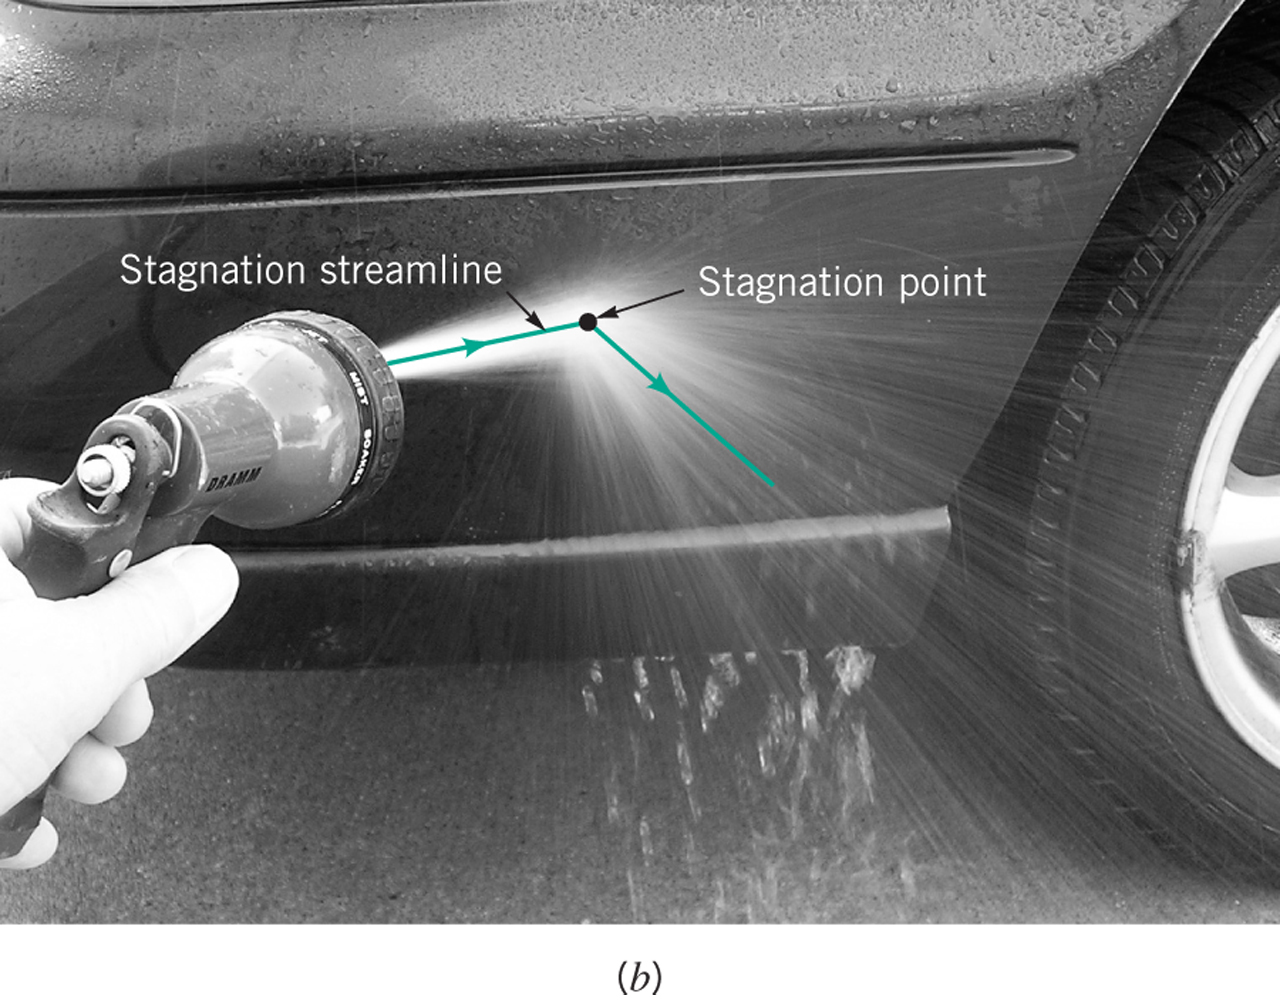 Stagnation streamline
Stagnation point
MIST
SOAKER
DRAMM
(b)